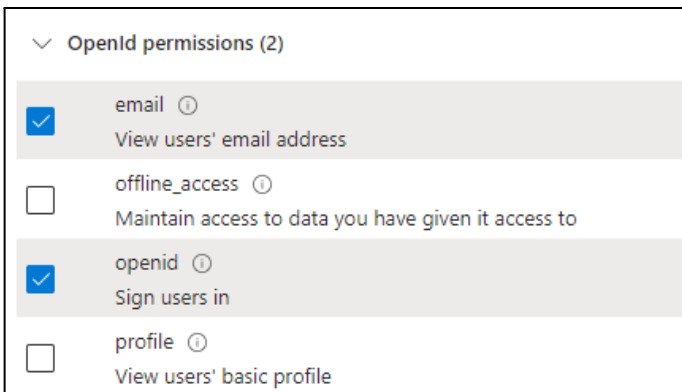 OpenId permissions (2)
email
View users' email address
offline_access
Maintain access to data you have given it access to
openid
Sign users in
profile
View users' basic profile